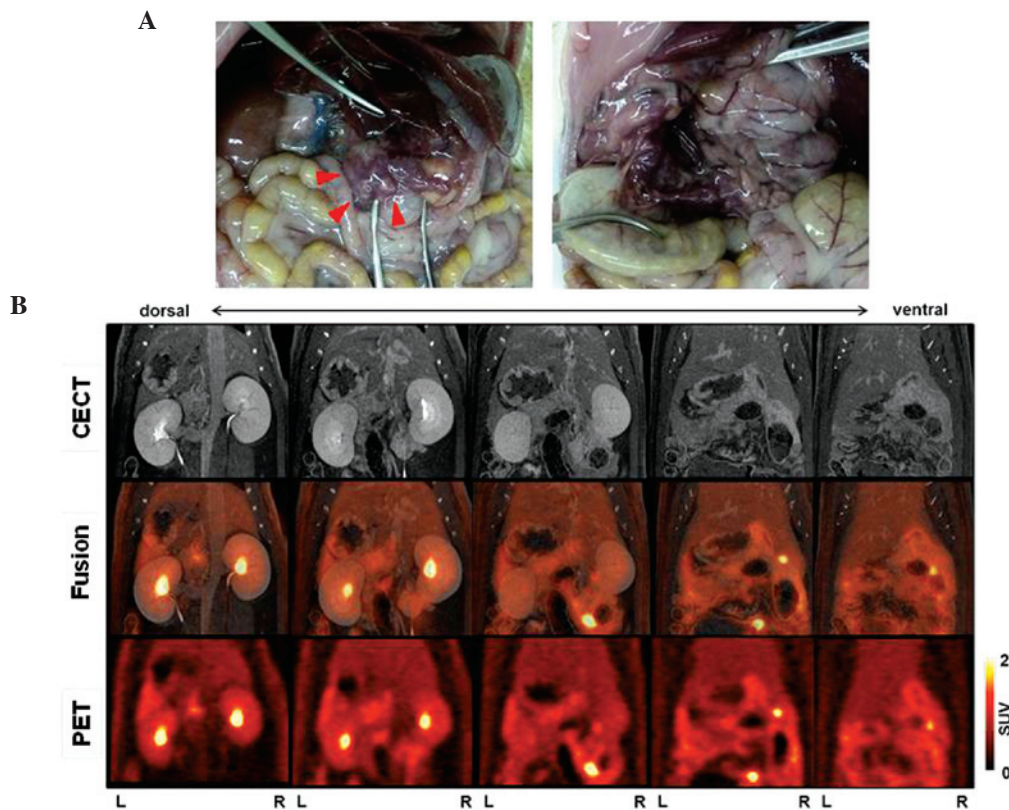 A
B
dorsal
ventral
CECT
Fusion
PET
2
SUV
0
L R L R L R L R L R